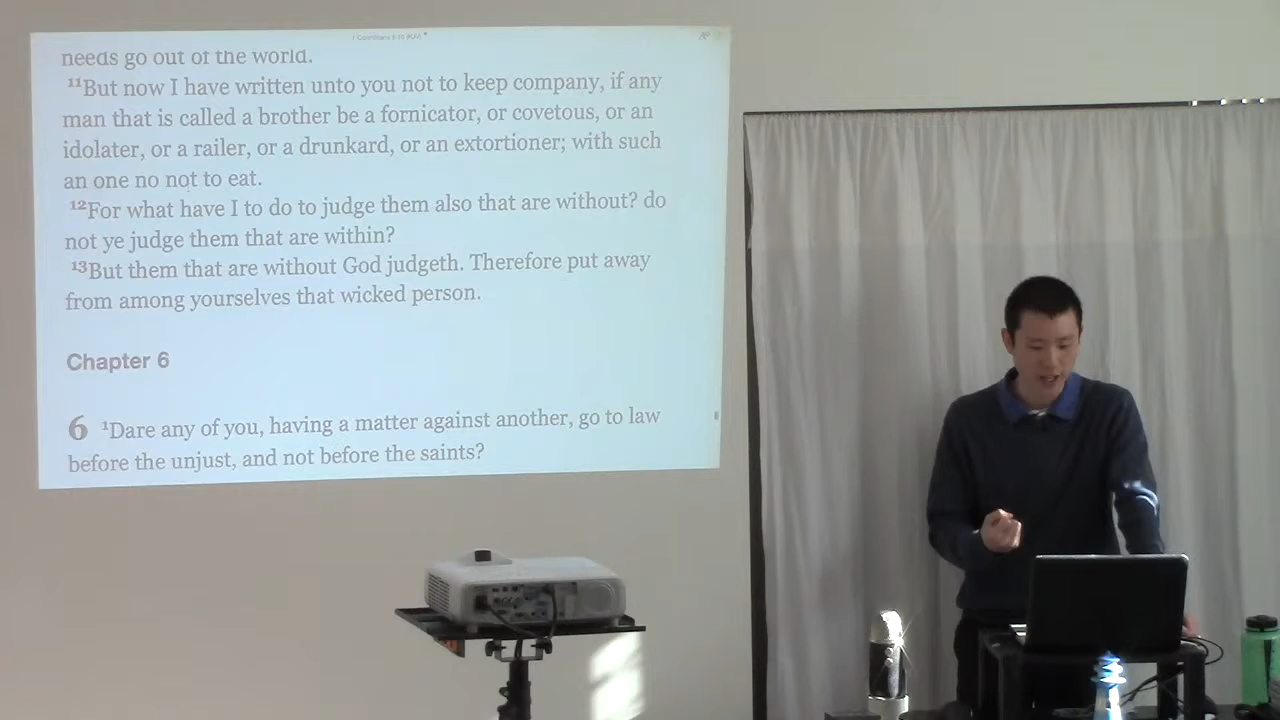 1 Corinthians 5:10 (KJV)
needs go out of the world.
¹¹But now I have written unto you not to keep company, if any
man that is called a brother be a fornicator, or covetous, or an
idolater, or a railer, or a drunkard, or an extortioner; with such
an one no not to eat.
¹²For what have I to do to judge them also that are without? do
not ye judge them that are within?
¹³But them that are without God judgeth. Therefore put away
from among yourselves that wicked person.
Chapter 6
6 ¹Dare any of you, having a matter against another, go to law
before the unjust, and not before the saints?